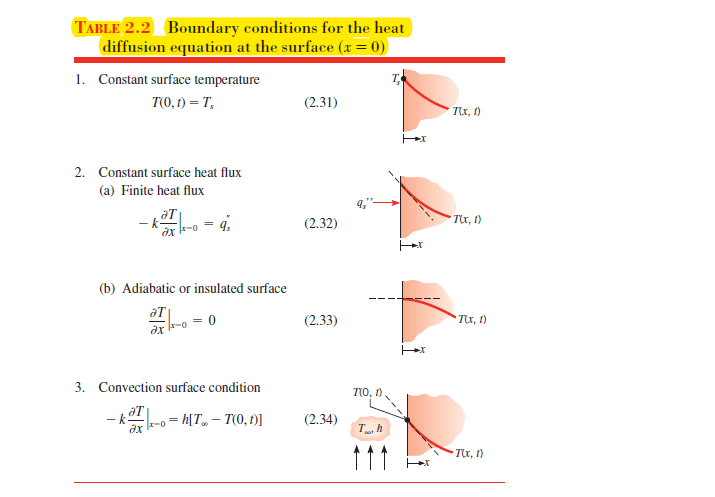 TABLE 2.2 Boundary conditions for the heat
diffusion equation at the surface (x = 0)
1. Constant surface temperature
T(0, t) = Tₛ (2.31)
Tₛ
T(x, t)
x
2. Constant surface heat flux
(a) Finite heat flux
−k ∂T/∂x|ₓ₌₀ = q″ₛ (2.32)
qₛ″
T(x, t)
x
(b) Adiabatic or insulated surface
∂T/∂x|ₓ₌₀ = 0 (2.33)
T(x, t)
x
3. Convection surface condition
−k ∂T/∂x|ₓ₌₀ = h[T∞ − T(0, t)] (2.34)
T(0, t)
T∞, h
T(x, t)
x